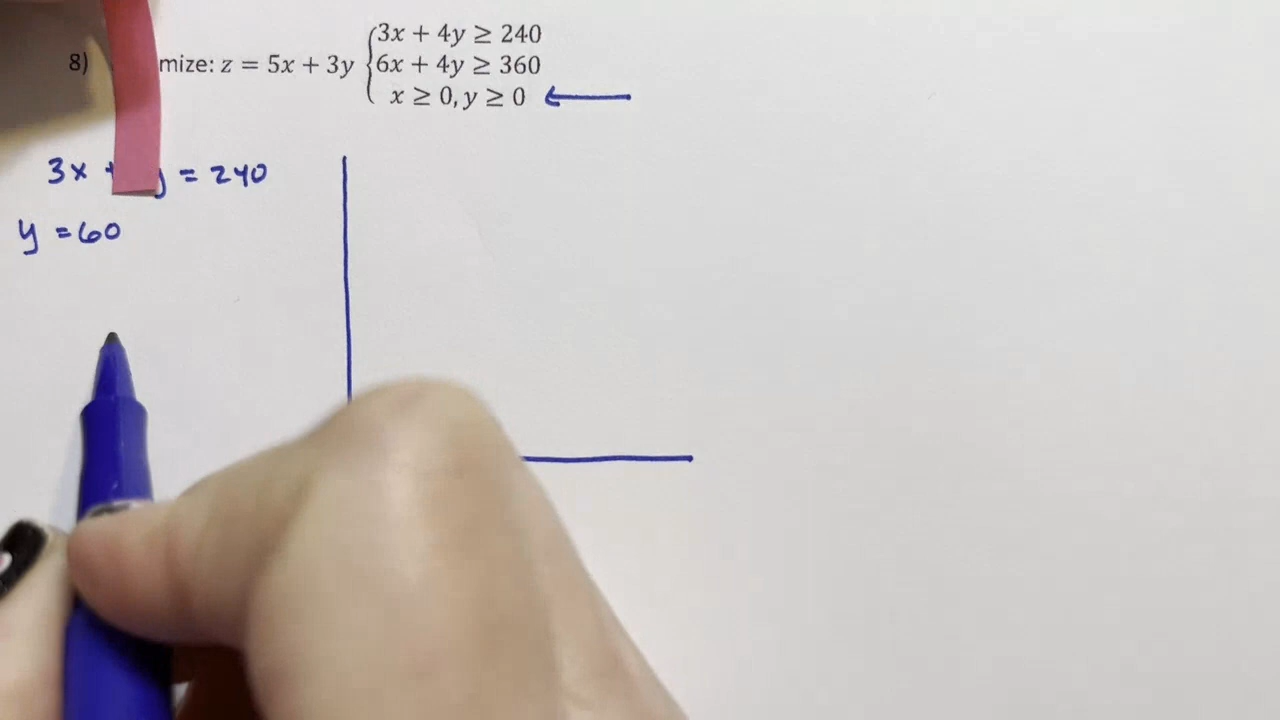 8) mize: z = 5x + 3y
3x + 4y ≥ 240
6x + 4y ≥ 360
x ≥ 0, y ≥ 0
3x + y = 240
y = 60